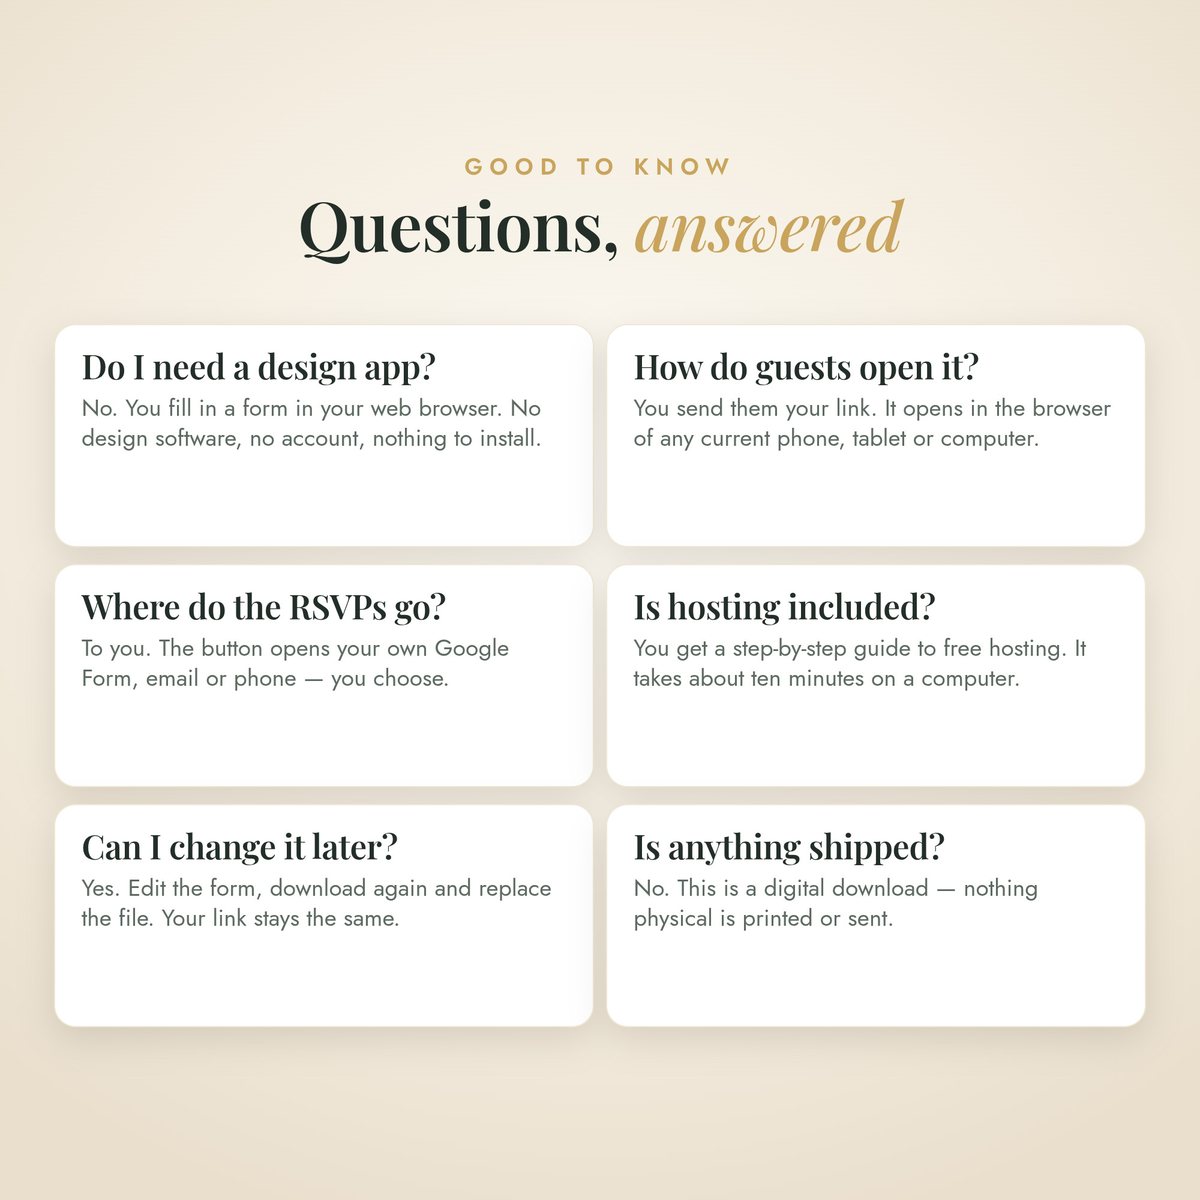 GOOD TO KNOW
Questions, answered
Do I need a design app?
No. You fill in a form in your web browser. No
design software, no account, nothing to install.
How do guests open it?
You send them your link. It opens in the browser
of any current phone, tablet or computer.
Where do the RSVPs go?
To you. The button opens your own Google
Form, email or phone — you choose.
Is hosting included?
You get a step-by-step guide to free hosting. It
takes about ten minutes on a computer.
Can I change it later?
Yes. Edit the form, download again and replace
the file. Your link stays the same.
Is anything shipped?
No. This is a digital download — nothing
physical is printed or sent.